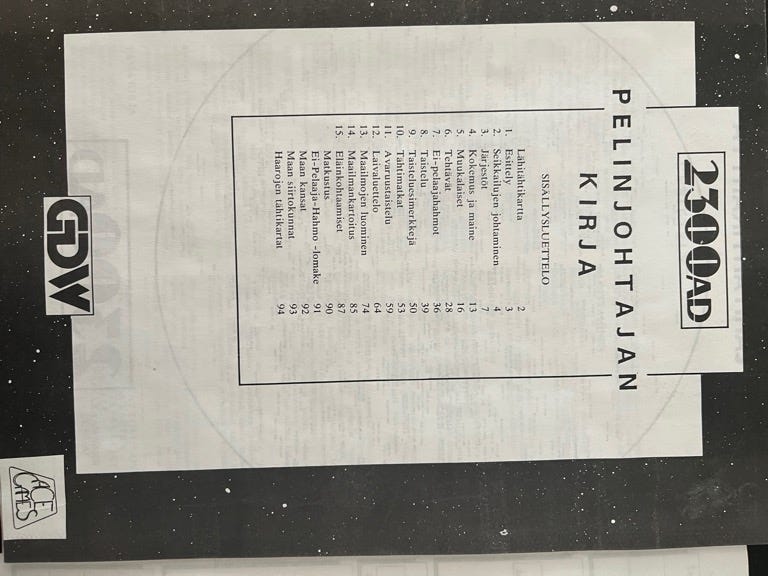 2300AD
PELINJOHTAJAN
KIRJA
SISÄLLYSLUETTELO
Lähitähtikartta 2
1. Esittely 3
2. Seikkailujen johtaminen 4
3. Järjestöt 7
4. Kokemus ja maine 13
5. Muukalaiset 16
6. Tehtävät 28
7. Ei-pelaajahahmot 36
8. Taistelu 39
9. Taisteluesimerkkejä 50
10. Tähtimatkat 53
11. Avaruustaistelu 59
12. Laivaluettelo 64
13. Maailmojen luominen 74
14. Maailmankartoitus 85
15. Eläinkohtaamiset 87
Matkustus 90
Ei-Pelaaja-Hahmo -lomake 91
Maan kansat 92
Maan siirtokunnat 93
Haarojen tähtikartat 94
GDW
ACE
GAMES